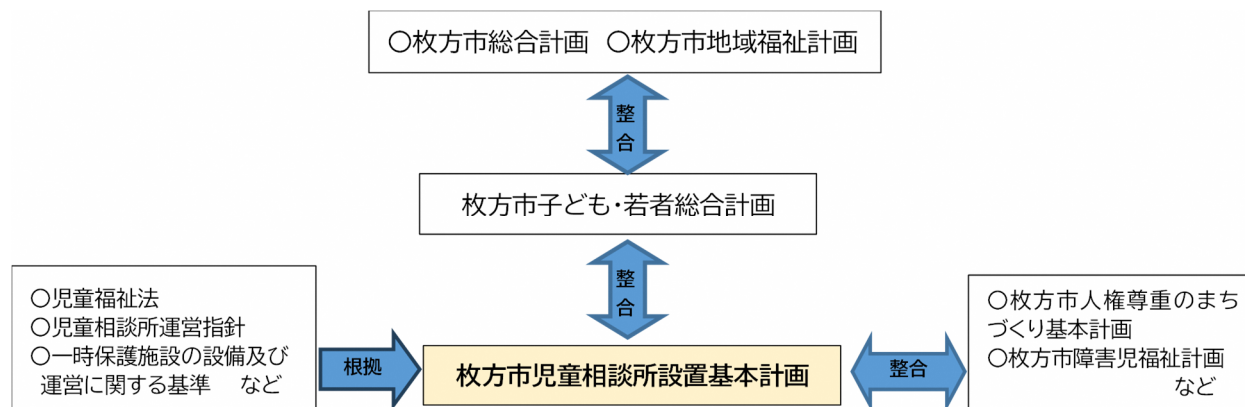 ○枚方市総合計画 ○枚方市地域福祉計画
整合
枚方市子ども・若者総合計画
整合
○児童福祉法
○児童相談所運営指針
○一時保護施設の設備及び
運営に関する基準 など
根拠
枚方市児童相談所設置基本計画
整合
○枚方市人権尊重のまち
づくり基本計画
○枚方市障害児福祉計画
など